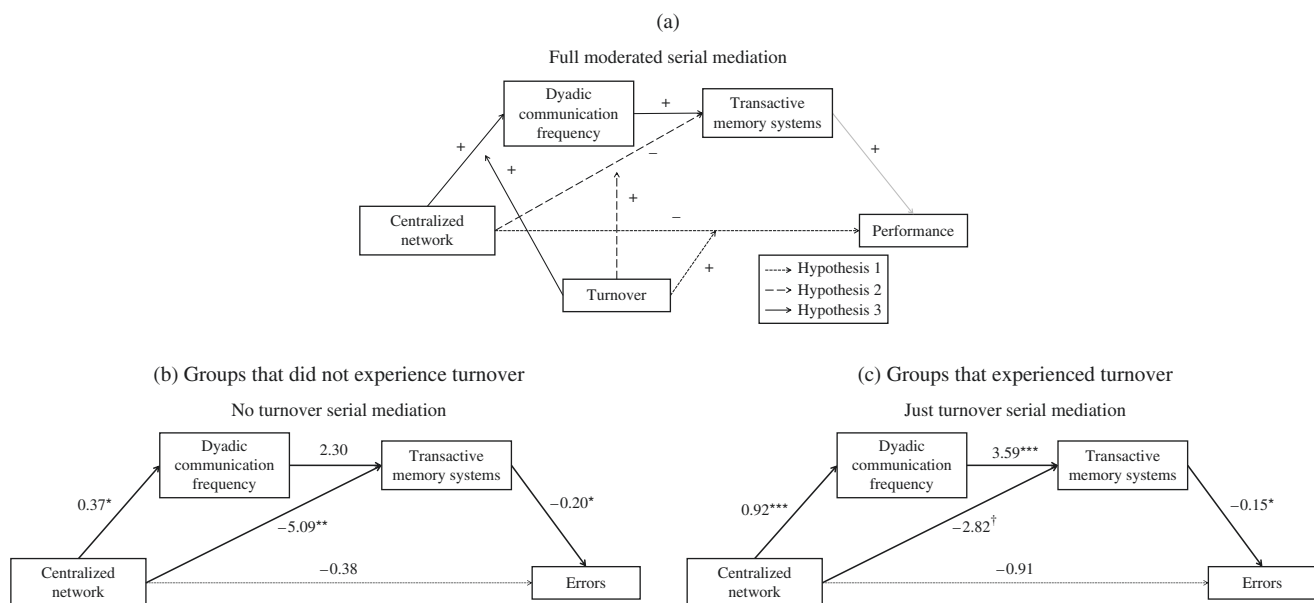 (a)
Full moderated serial mediation
Dyadic
communication
frequency
+
Transactive
memory systems
+
+
−
+
+
Centralized
network
−
Performance
+
Turnover
Hypothesis 1
Hypothesis 2
Hypothesis 3
(b) Groups that did not experience turnover
No turnover serial mediation
Dyadic
communication
frequency
2.30
Transactive
memory systems
0.37*
−5.09**
−0.20*
Centralized
network
−0.38
Errors
(c) Groups that experienced turnover
Just turnover serial mediation
Dyadic
communication
frequency
3.59***
Transactive
memory systems
0.92***
−2.82†
−0.15*
Centralized
network
−0.91
Errors